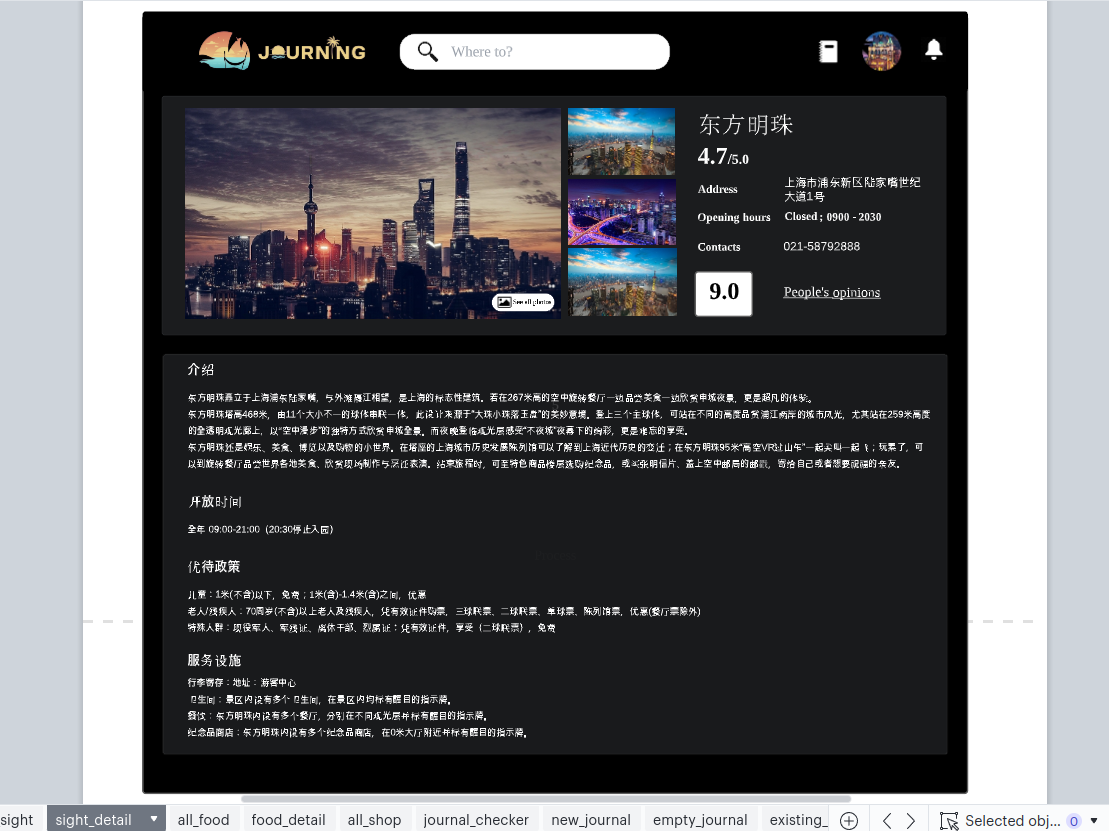 JOURNING
Where to?
东方明珠
4.7/5.0
Address
上海市浦东新区陆家嘴世纪
大道1号
Opening hours
Closed ; 0900 - 2030
Contacts
021-58792888
See all photos
9.0
People's opinions
介绍
东方明珠矗立于上海浦东陆家嘴，与外滩隔江相望，是上海的标志性建筑。若在267米高的空中旋转餐厅一边品尝美食一边欣赏申城夜景，更是超凡的体验。
东方明珠塔高468米，由11个大小不一的球体串联一体，此设计来源于“大珠小珠落玉盘”的美妙意境。登上三个主球体，可站在不同的高度品赏浦江两岸的城市风光，尤其站在259米高度
的全透明观光廊上，以“空中漫步”的独特方式欣赏申城全景。而夜晚登临观光层感受“不夜城”夜幕下的绚彩，更是难忘的享受。
东方明珠还是娱乐、美食、博览以及购物的小世界。在塔座的上海城市历史发展陈列馆可以了解到上海近代历史的变迁；在东方明珠95米“高空VR过山车”一起尖叫一起飞；玩累了，可
以到旋转餐厅品尝世界各地美食、欣赏现场制作与烹饪表演。结束旅程时，可至特色商品楼层选购纪念品，或买张明信片、盖上空中邮局的邮戳，寄给自己或者想要祝福的亲友。
开放时间
全年 09:00-21:00（20:30停止入园）
优待政策
儿童：1米(不含)以下，免费；1米(含)-1.4米(含)之间，优惠
老人/残疾人：70周岁(不含)以上老人及残疾人，凭有效证件购票，三球联票、二球联票、单球票、陈列馆票，优惠(餐厅票除外)
特殊人群：现役军人、军残证、离休干部、烈属证：凭有效证件，享受（二球联票），免费
服务设施
行李寄存：地址：游客中心
卫生间：景区内设有多个卫生间，在景区内均标有醒目的指示牌。
餐饮：东方明珠内设有多个餐厅，分别在不同观光层并标有醒目的指示牌。
纪念品商店：东方明珠内设有多个纪念品商店，在0米大厅附近并标有醒目的指示牌。
sight sight_detail all_food food_detail all_shop journal_checker new_journal empty_journal existing_ Selected obj... 0